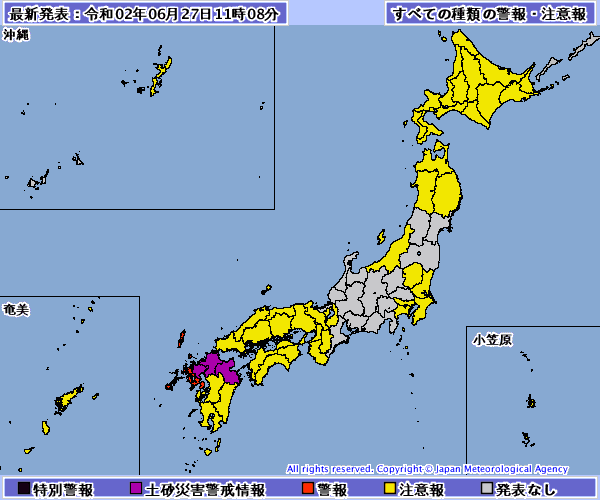 最新発表：令和02年06月27日11時08分
すべての種類の警報・注意報
沖縄
奄美
小笠原
All rights reserved. Copyright © Japan Meteorological Agency
特別警報
土砂災害警戒情報
警報
注意報
発表なし